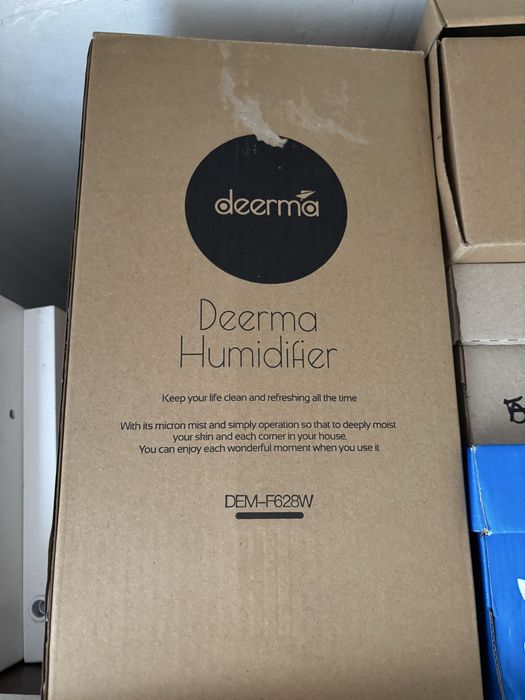 deerma
Deerma
Humidifier
Keep your life clean and refreshing all the time
With its micron mist and simply operation so that to deeply moist
your skin and each corner in your house.
You can enjoy each wonderful moment when you use it
DEM-F628W